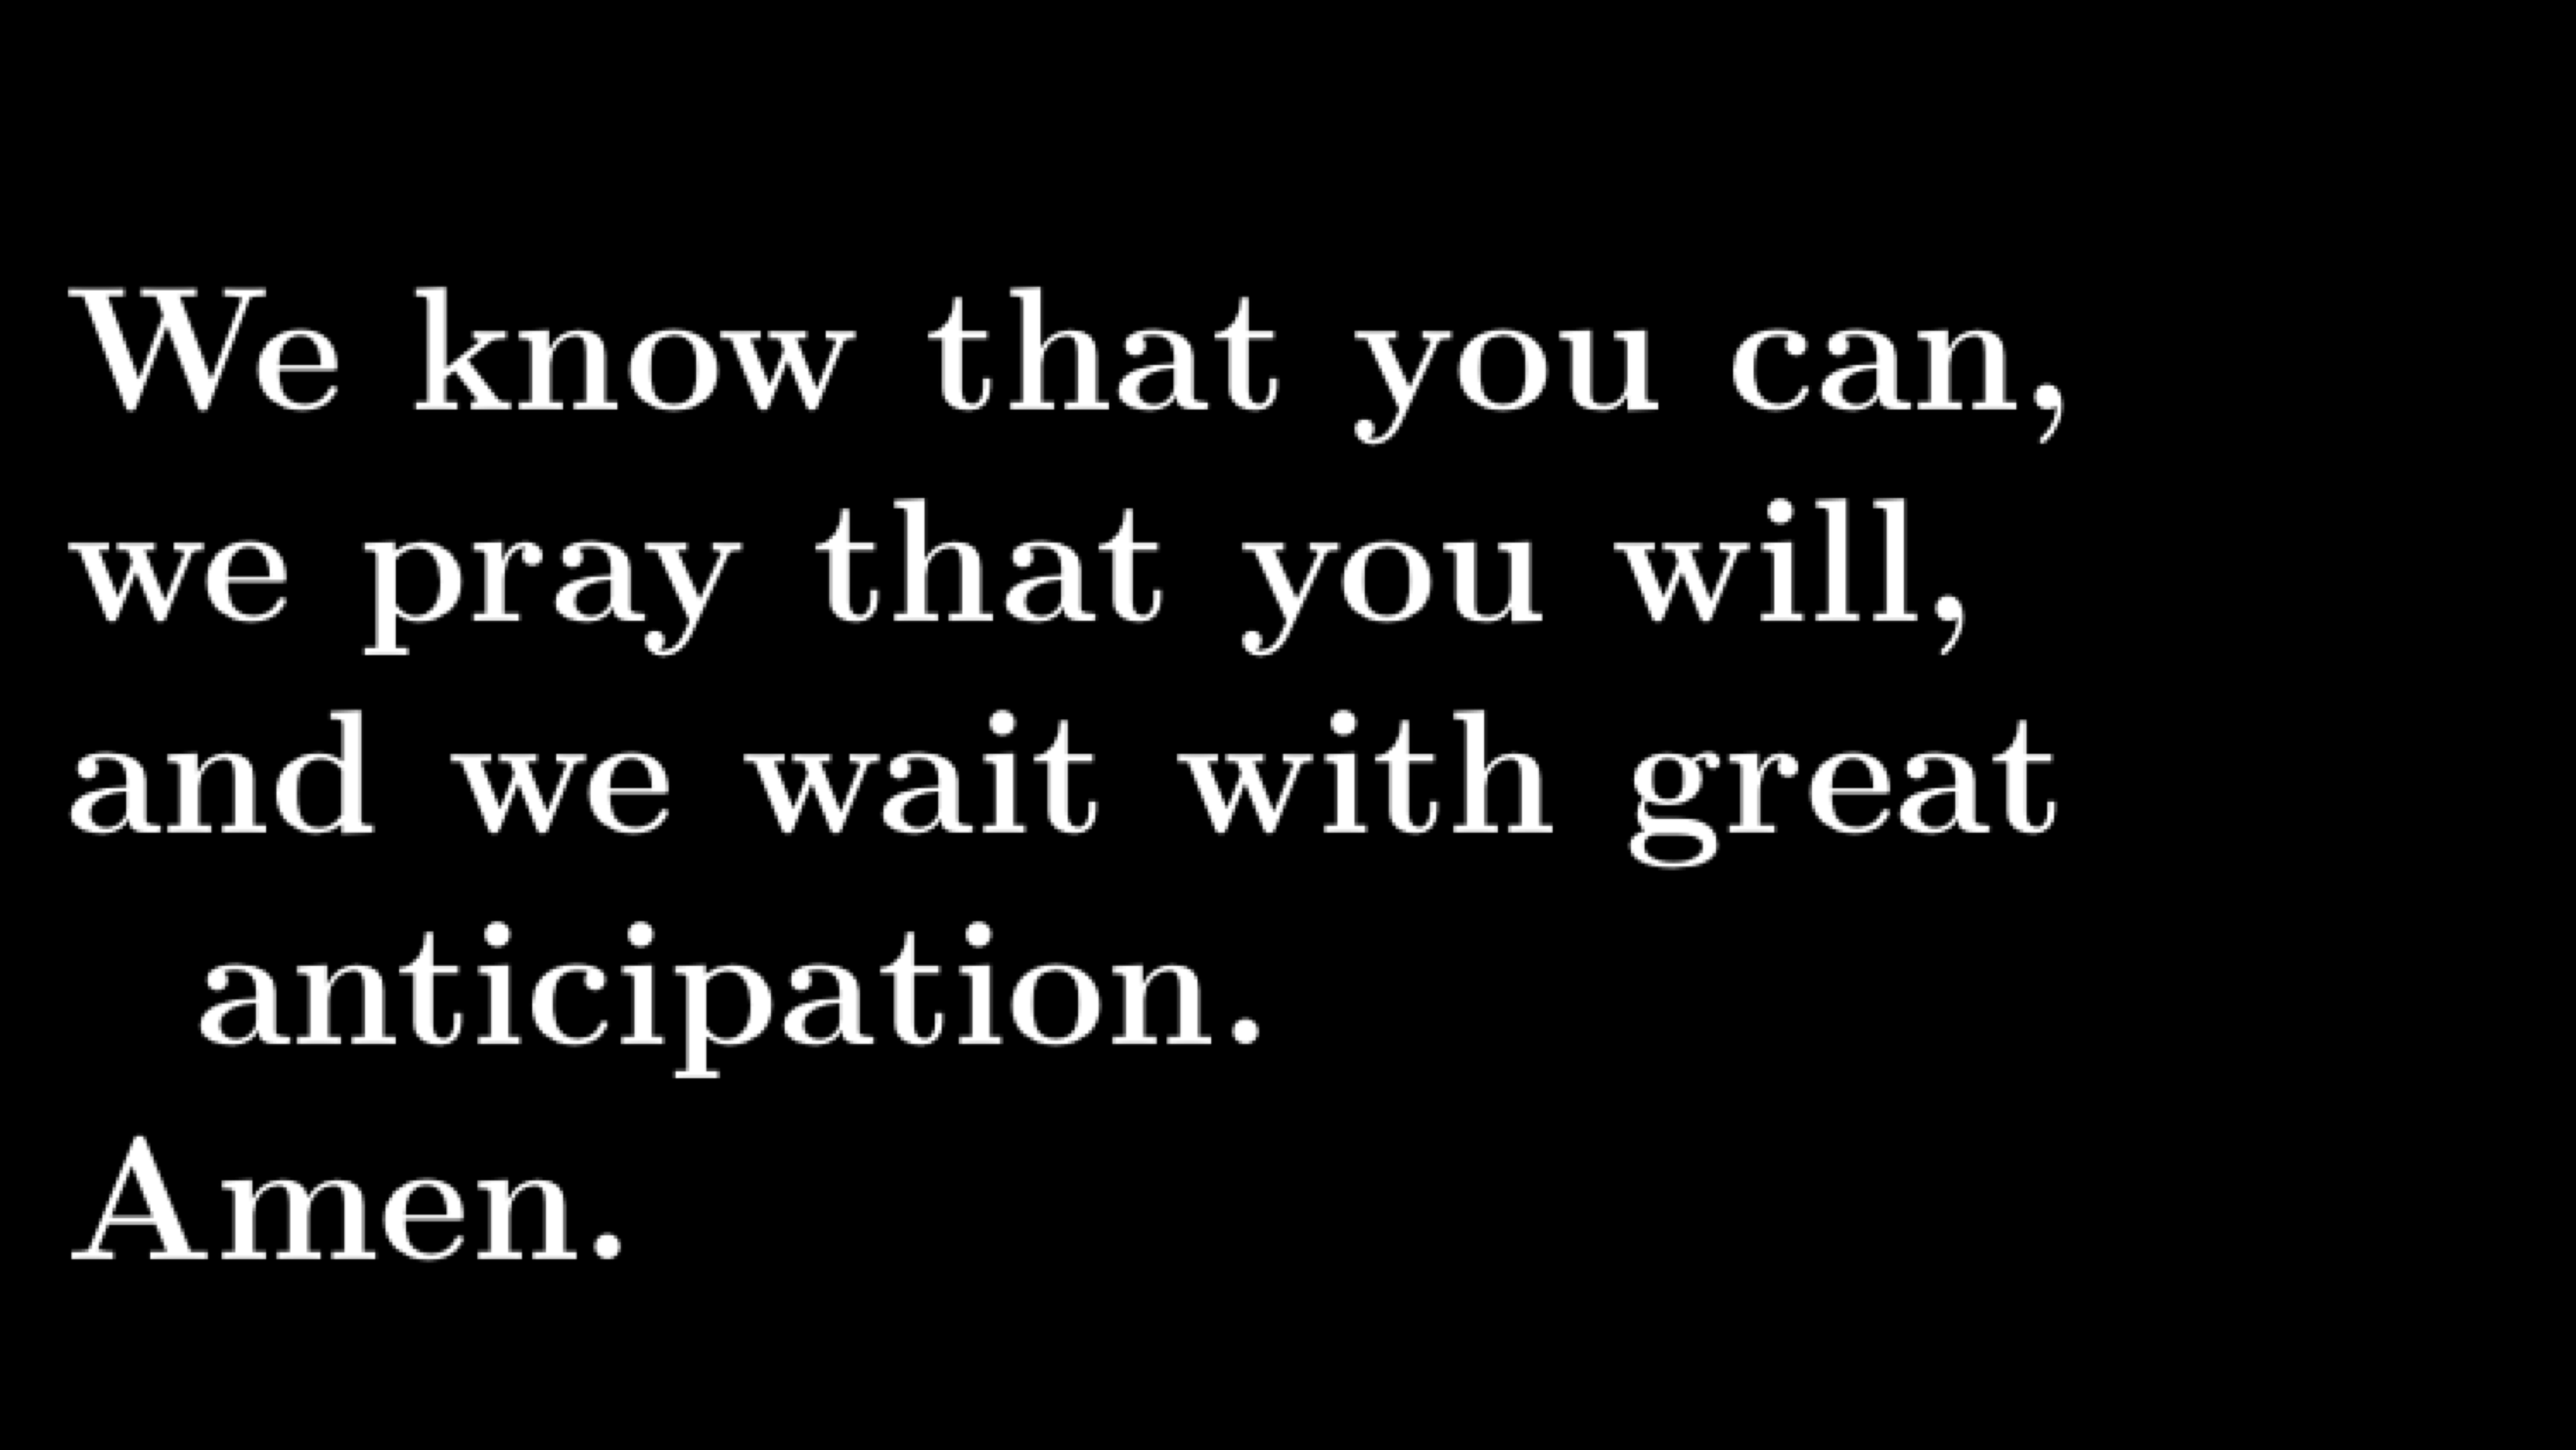 We know that you can,
we pray that you will,
and we wait with great
anticipation.
Amen.